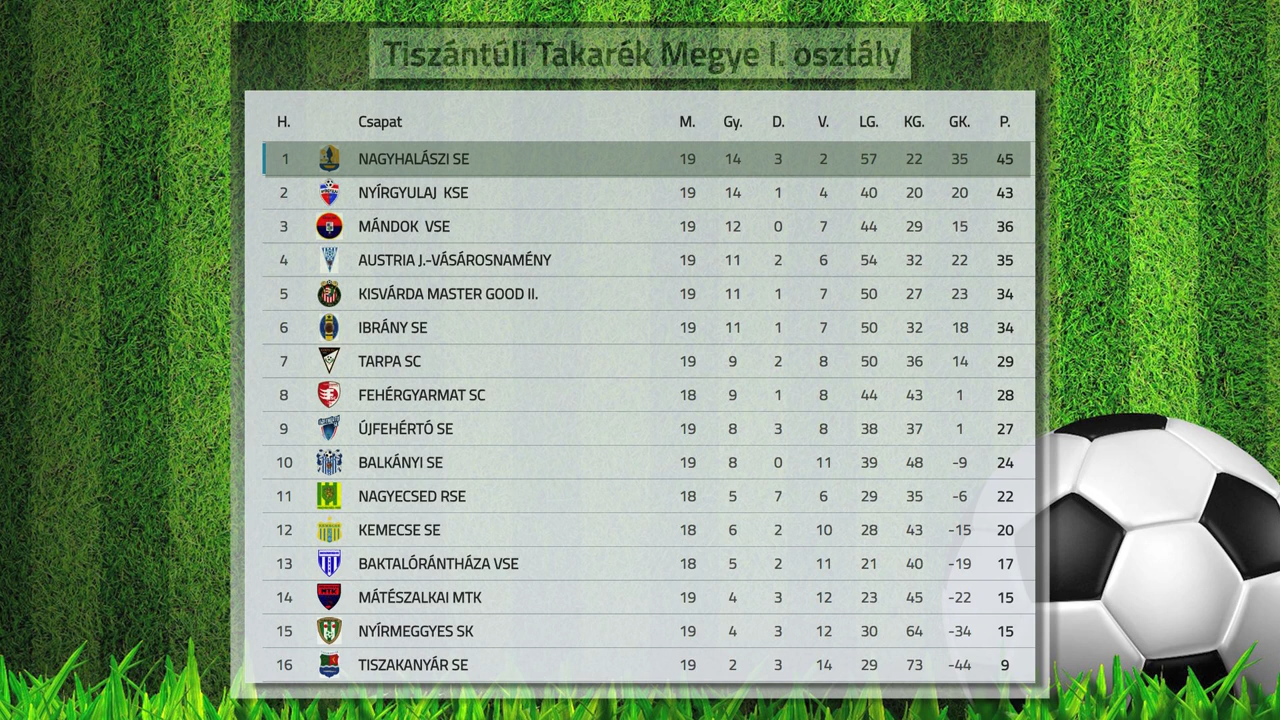 Tiszántúli Takarék Megye I. osztály
H. Csapat M. Gy. D. V. LG. KG. GK. P.
1 NAGYHALÁSZI SE 19 14 3 2 57 22 35 45
2 NYÍRGYULAJ KSE 19 14 1 4 40 20 20 43
3 MÁNDOK VSE 19 12 0 7 44 29 15 36
4 AUSTRIA J.-VÁSÁROSNAMÉNY 19 11 2 6 54 32 22 35
5 KISVÁRDA MASTER GOOD II. 19 11 1 7 50 27 23 34
6 IBRÁNY SE 19 11 1 7 50 32 18 34
7 TARPA SC 19 9 2 8 50 36 14 29
8 FEHÉRGYARMAT SC 18 9 1 8 44 43 1 28
9 ÚJFEHÉRTÓ SE 19 8 3 8 38 37 1 27
10 BALKÁNYI SE 19 8 0 11 39 48 -9 24
11 NAGYECSED RSE 18 5 7 6 29 35 -6 22
12 KEMECSE SE 18 6 2 10 28 43 -15 20
13 BAKTALÓRÁNTHÁZA VSE 18 5 2 11 21 40 -19 17
14 MÁTÉSZALKAI MTK 19 4 3 12 23 45 -22 15
15 NYÍRMEGGYES SK 19 4 3 12 30 64 -34 15
16 TISZAKANYÁR SE 19 2 3 14 29 73 -44 9